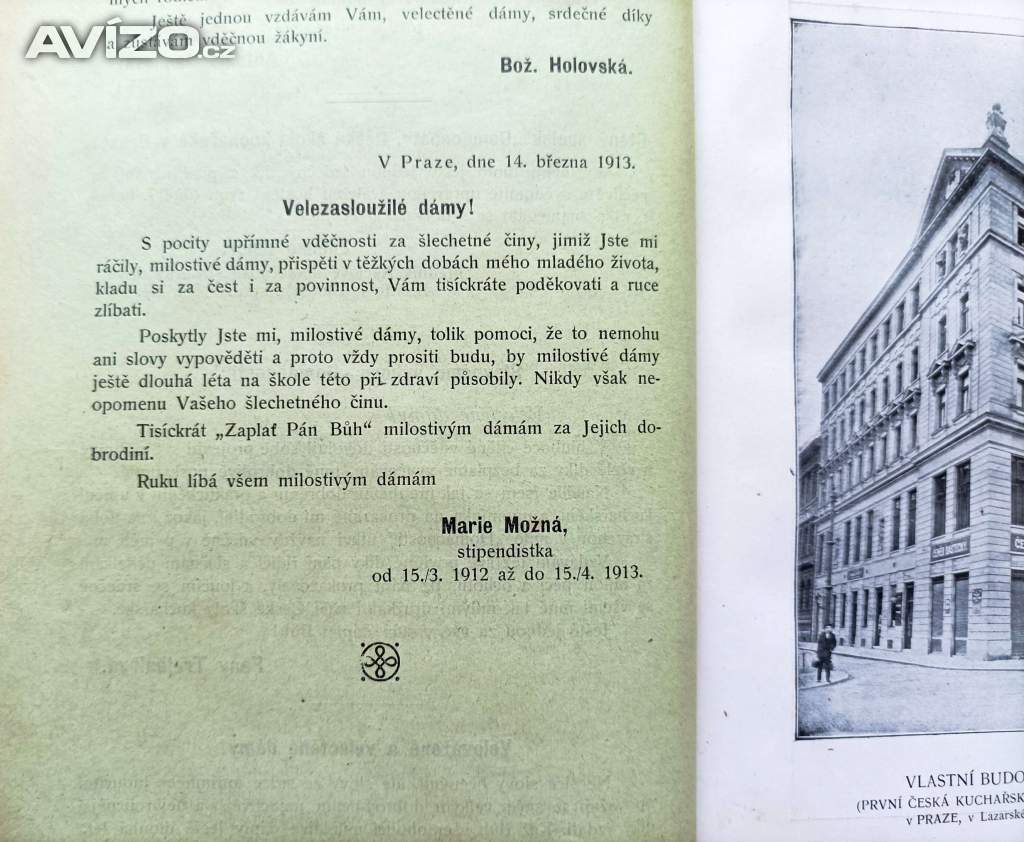 AVÍZO.cz
Ještě jednou vzdávám Vám, velectěné dámy, srdečné díky
a zůstávám vděčnou žákyní.
Bož. Holovská.
V Praze, dne 14. března 1913.
Velezasloužilé dámy!
S pocity upřímné vděčnosti za šlechetné činy, jimiž Jste mi
ráčily, milostivé dámy, přispěti v těžkých dobách mého mladého života,
kladu si za čest i za povinnost, Vám tisíckráte poděkovati a ruce
zlíbati.
Poskytly Jste mi, milostivé dámy, tolik pomoci, že to nemohu
ani slovy vypověděti a proto vždy prositi budu, by milostivé dámy
ještě dlouhá léta na škole této při zdraví působily. Nikdy však ne-
opomenu Vašeho šlechetného činu.
Tisíckrát „Zaplať Pán Bůh“ milostivým dámám za Jejich do-
brodiní.
Ruku líbá všem milostivým dámám
Marie Možná,
stipendistka
od 15./3. 1912 až do 15./4. 1913.
VLASTNÍ BUDO
(PRVNÍ ČESKÁ KUCHAŘSK
v PRAZE, v Lazarské